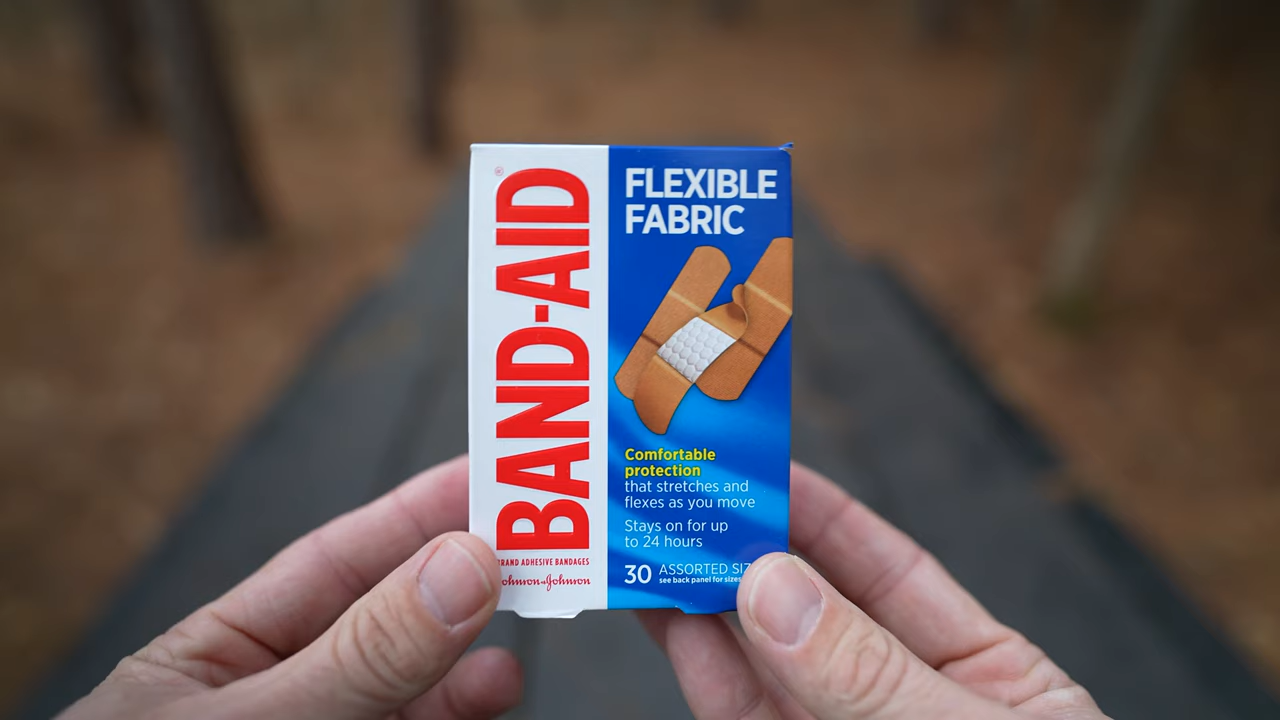 BAND-AID
®
BRAND ADHESIVE BANDAGES
Johnson & Johnson
FLEXIBLE
FABRIC
Comfortable
protection
that stretches and
flexes as you move
Stays on for up
to 24 hours
30 ASSORTED
see back panel for sizes